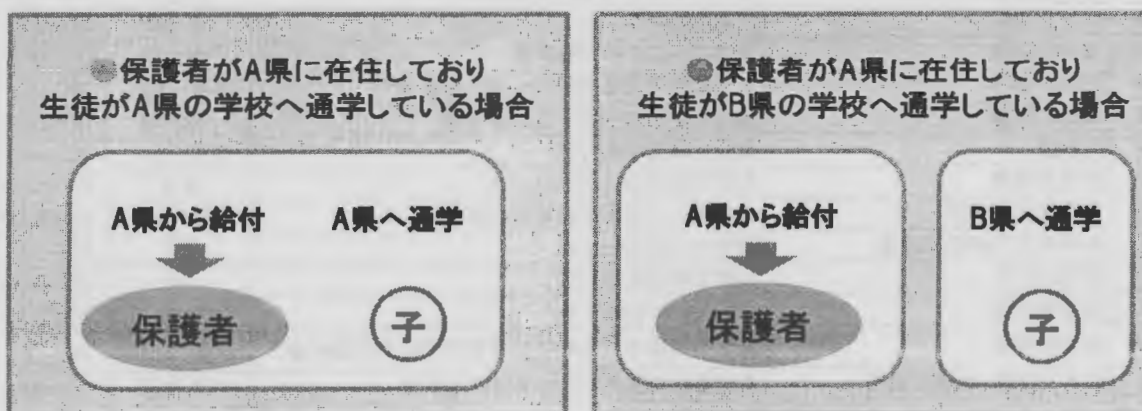 ●保護者がA県に在住しており
生徒がA県の学校へ通学している場合
A県から給付
A県へ通学
保護者
子
●保護者がA県に在住しており
生徒がB県の学校へ通学している場合
A県から給付
B県へ通学
保護者
子